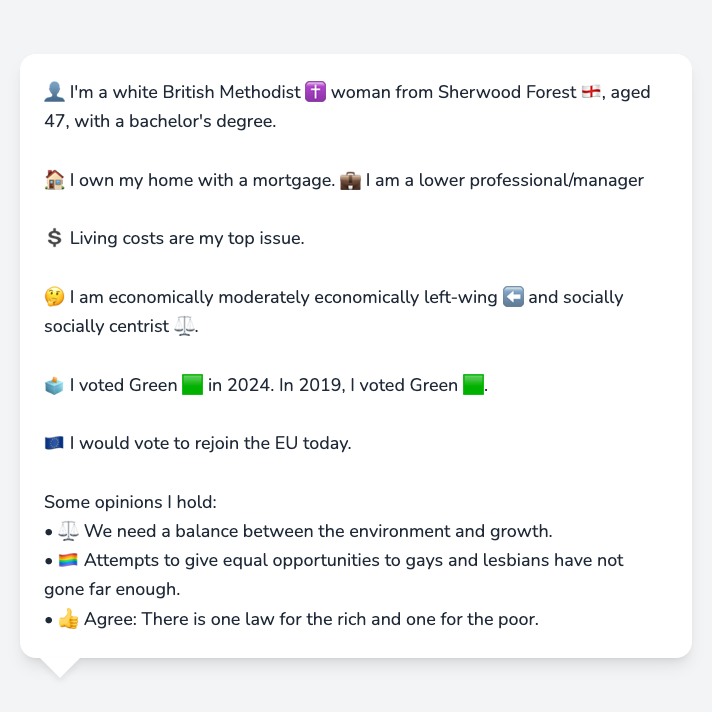 👤 I'm a white British Methodist ✝️ woman from Sherwood Forest 🏴󠁧󠁢󠁥󠁮󠁧󠁿, aged
47, with a bachelor's degree.
🏠 I own my home with a mortgage. 💼 I am a lower professional/manager
💲 Living costs are my top issue.
🤔 I am economically moderately economically left-wing ⬅️ and socially
socially centrist ⚖️.
🗳️ I voted Green 🟩 in 2024. In 2019, I voted Green 🟩.
🇪🇺 I would vote to rejoin the EU today.
Some opinions I hold:
• ⚖️ We need a balance between the environment and growth.
• 🏳️‍🌈 Attempts to give equal opportunities to gays and lesbians have not
gone far enough.
• 👍 Agree: There is one law for the rich and one for the poor.